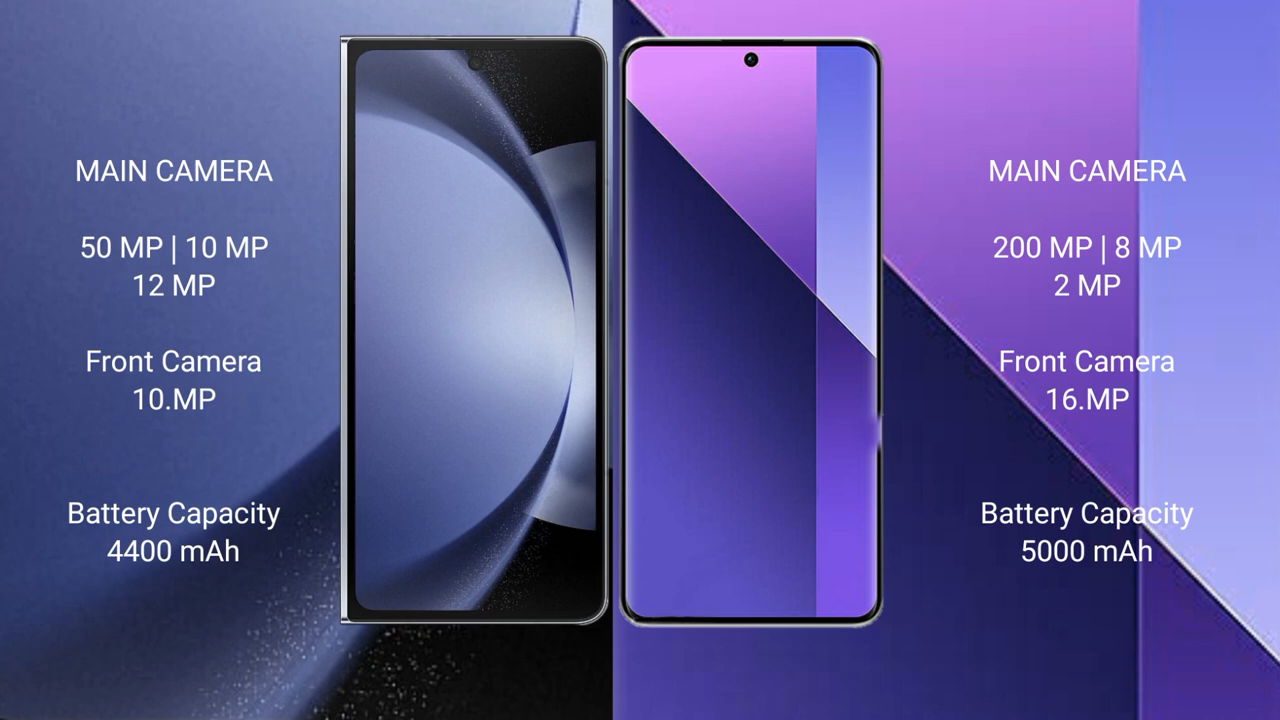 MAIN CAMERA
50 MP | 10 MP
12 MP
Front Camera
10.MP
Battery Capacity
4400 mAh
MAIN CAMERA
200 MP | 8 MP
2 MP
Front Camera
16.MP
Battery Capacity
5000 mAh